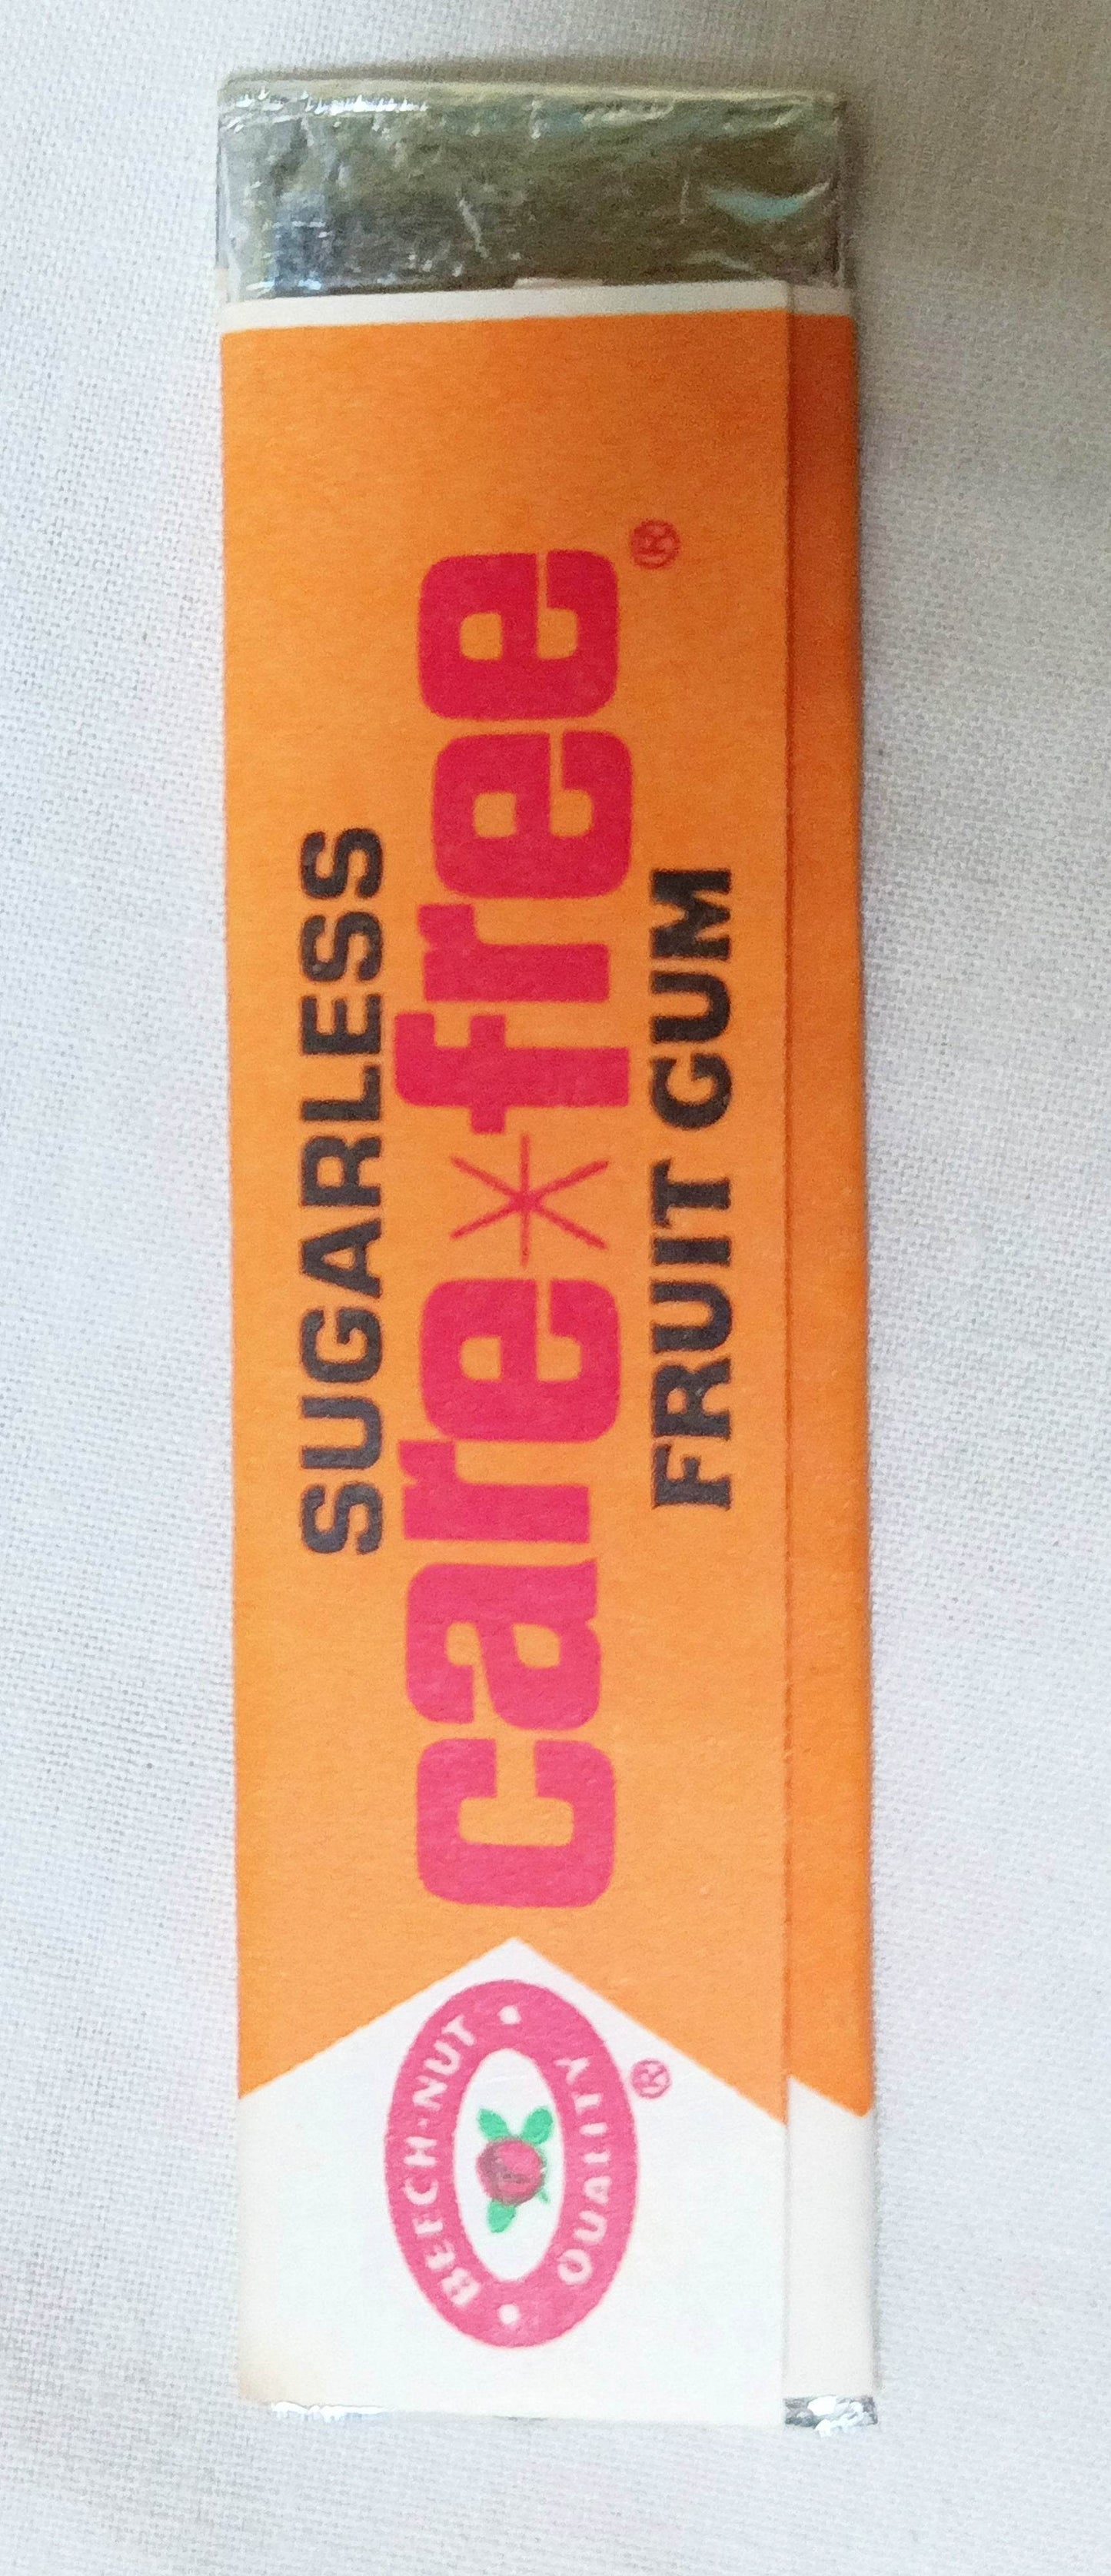 SUGARLESS
care*free®
FRUIT GUM
BEECH-NUT
QUALITY
®